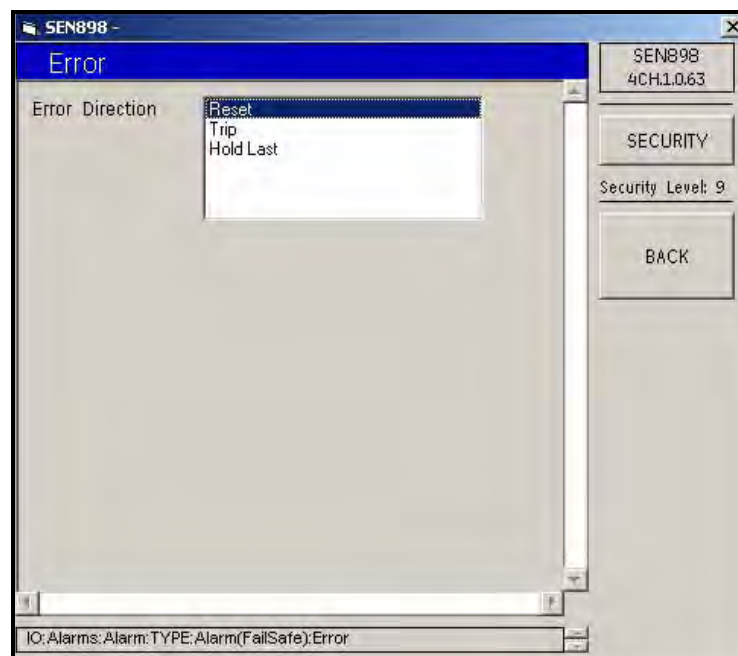 SEN898 -
Error
SEN898
4CH.1.0.63
Error Direction
Reset
Trip
Hold Last
SECURITY
Security Level: 9
BACK
IO:Alarms:Alarm:TYPE:Alarm(FailSafe):Error